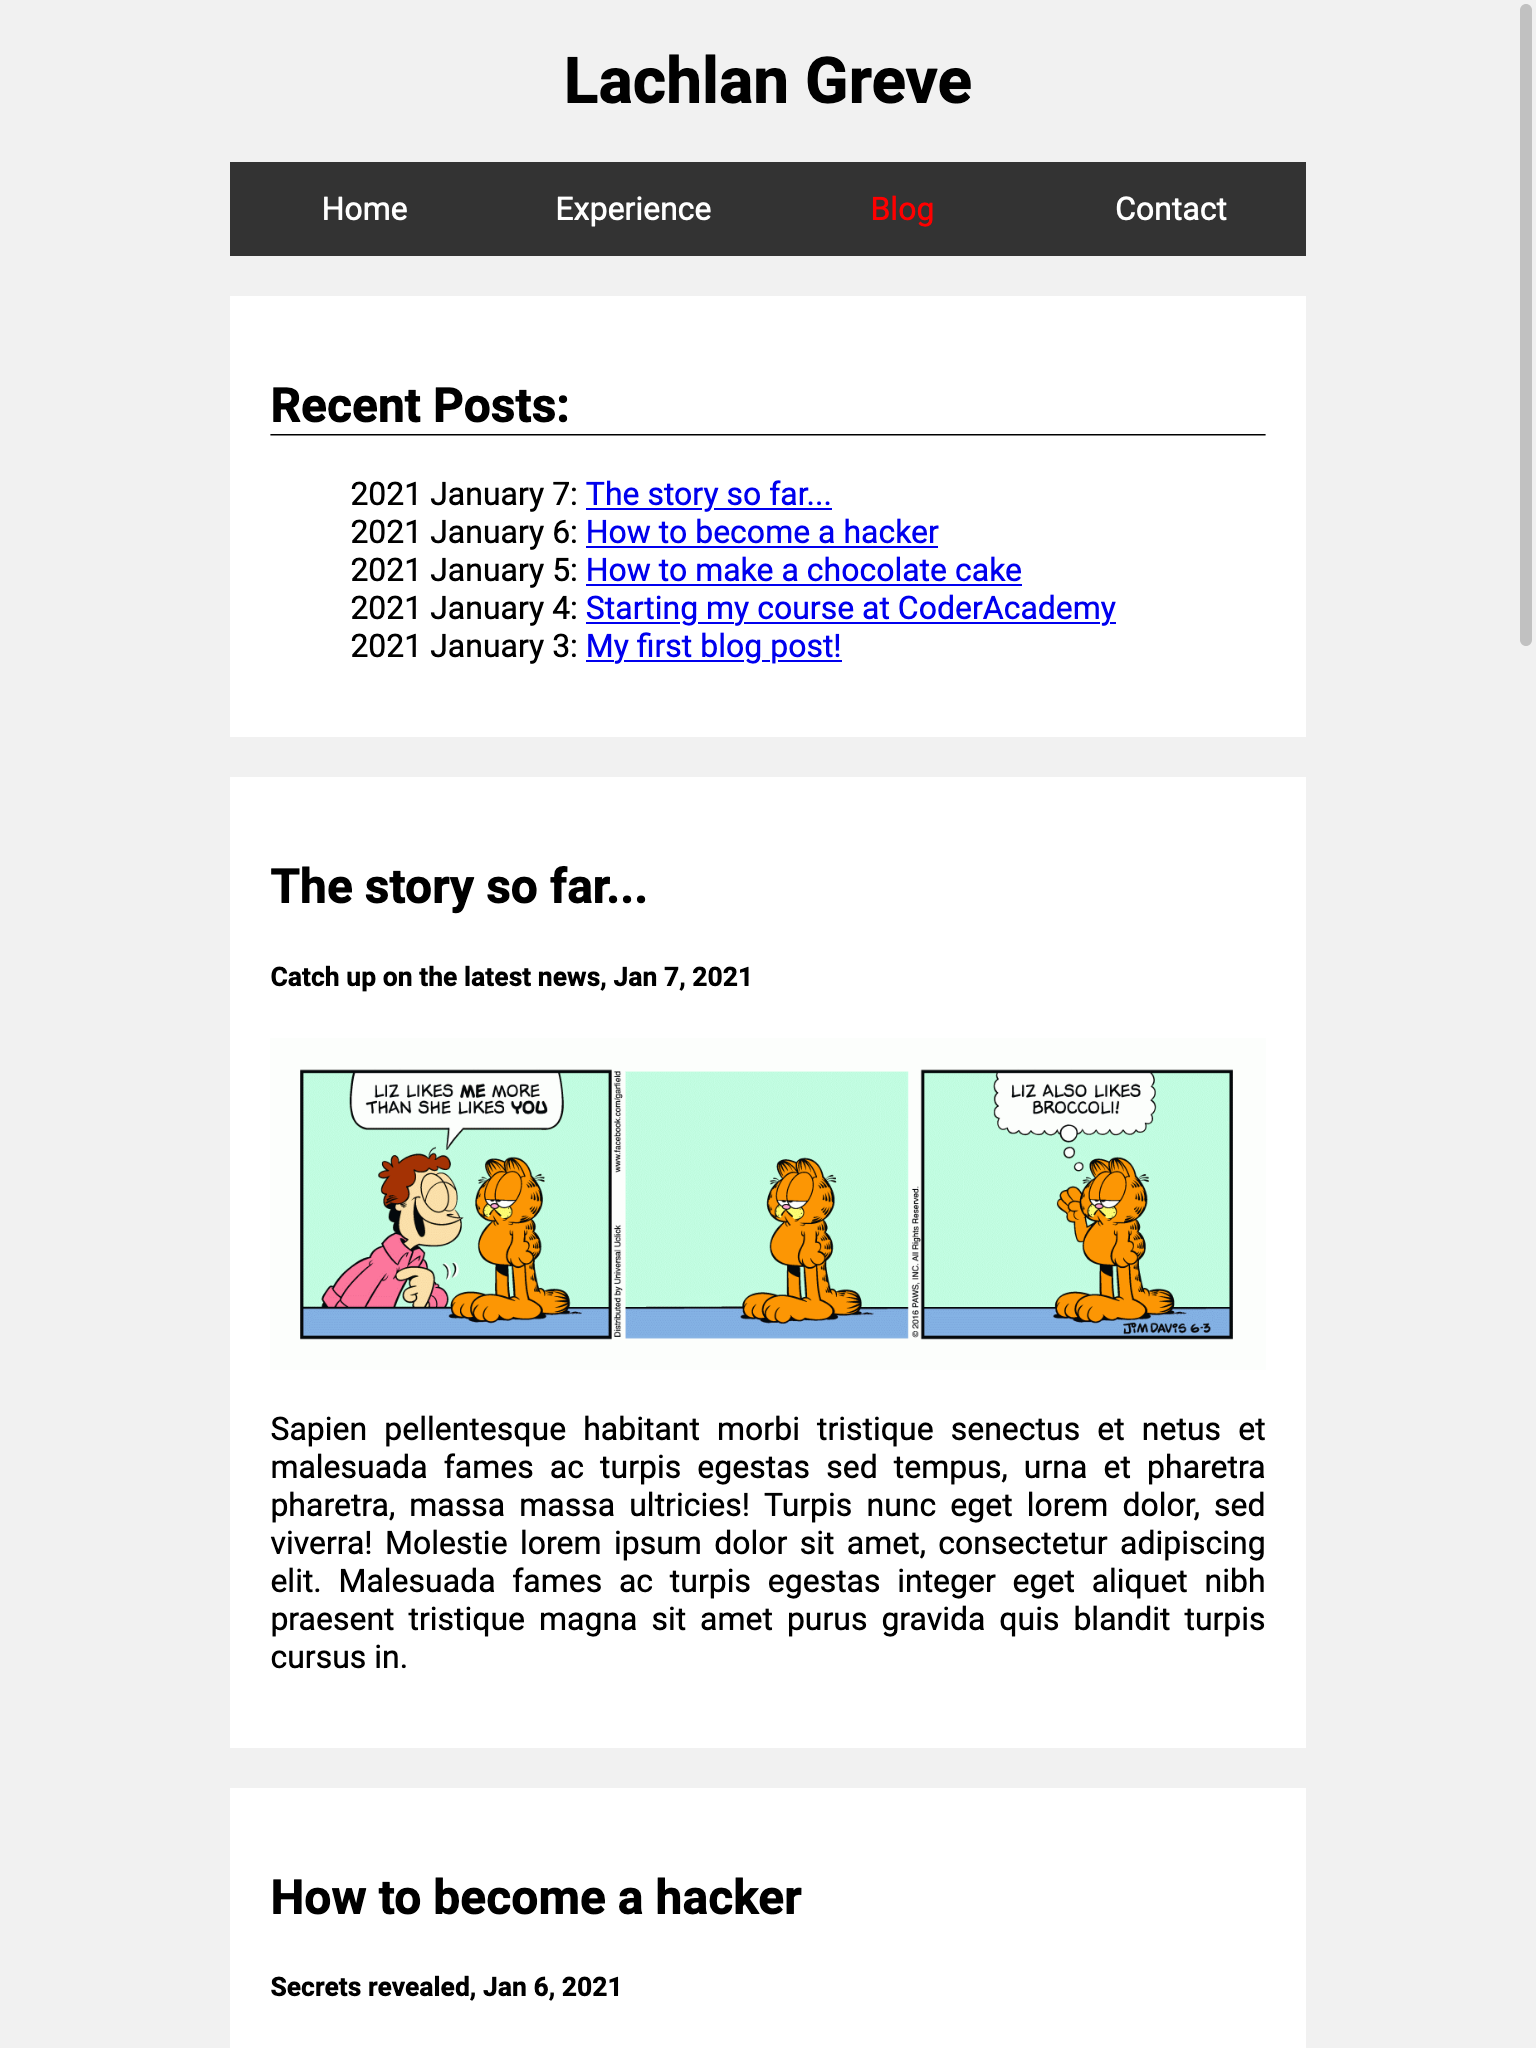 Lachlan Greve
Home Experience Blog Contact
Recent Posts:
2021 January 7: The story so far...
2021 January 6: How to become a hacker
2021 January 5: How to make a chocolate cake
2021 January 4: Starting my course at CoderAcademy
2021 January 3: My first blog post!
The story so far...
Catch up on the latest news, Jan 7, 2021
LIZ LIKES ME MORE
THAN SHE LIKES YOU
www.facebook.com/garfield
Distributed by Universal Uclick
© 2016 PAWS, INC. All Rights Reserved.
LIZ ALSO LIKES
BROCCOLI!
JIM DAVIS 6-3
Sapien pellentesque habitant morbi tristique senectus et netus et
malesuada fames ac turpis egestas sed tempus, urna et pharetra
pharetra, massa massa ultricies! Turpis nunc eget lorem dolor, sed
viverra! Molestie lorem ipsum dolor sit amet, consectetur adipiscing
elit. Malesuada fames ac turpis egestas integer eget aliquet nibh
praesent tristique magna sit amet purus gravida quis blandit turpis
cursus in.
How to become a hacker
Secrets revealed, Jan 6, 2021